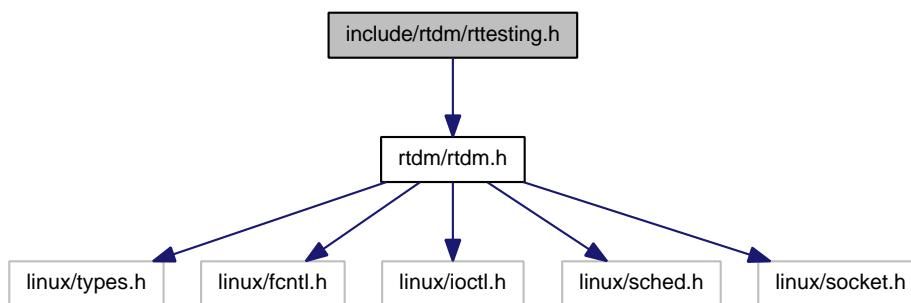 include/rtdm/rttesting.h
rtdm/rtdm.h
linux/types.h
linux/fcntl.h
linux/ioctl.h
linux/sched.h
linux/socket.h